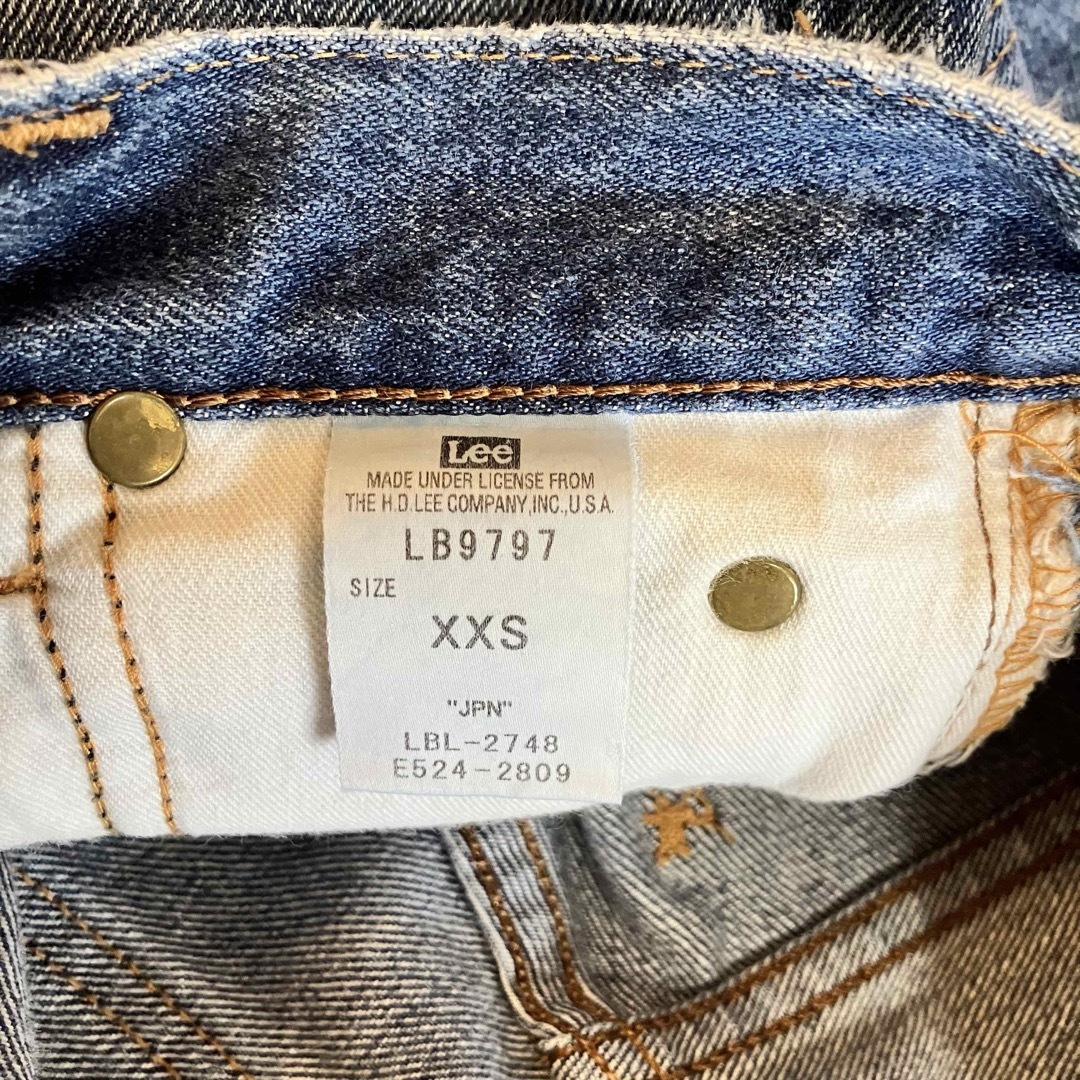 Lee
MADE UNDER LICENSE FROM
THE H.D.LEE COMPANY,INC.,U.S.A.
LB9797
SIZE
XXS
"JPN"
LBL-2748
E524-2809